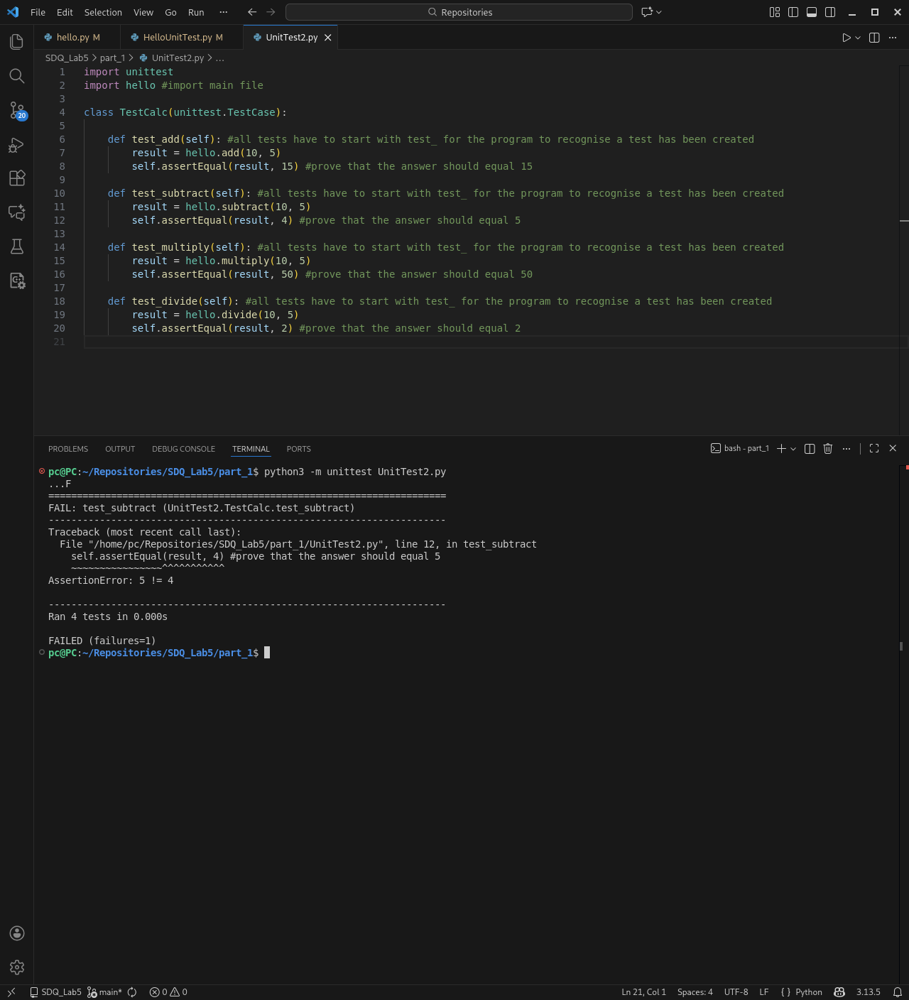 File Edit Selection View Go Run ··· Repositories
hello.py M HelloUnitTest.py M UnitTest2.py
SDQ_Lab5 > part_1 > UnitTest2.py > ...
1 import unittest
2 import hello #import main file
3
4 class TestCalc(unittest.TestCase):
5
6 def test_add(self): #all tests have to start with test_ for the program to recognise a test has been created
7 result = hello.add(10, 5)
8 self.assertEqual(result, 15) #prove that the answer should equal 15
9
10 def test_subtract(self): #all tests have to start with test_ for the program to recognise a test has been created
11 result = hello.subtract(10, 5)
12 self.assertEqual(result, 4) #prove that the answer should equal 5
13
14 def test_multiply(self): #all tests have to start with test_ for the program to recognise a test has been created
15 result = hello.multiply(10, 5)
16 self.assertEqual(result, 50) #prove that the answer should equal 50
17
18 def test_divide(self): #all tests have to start with test_ for the program to recognise a test has been created
19 result = hello.divide(10, 5)
20 self.assertEqual(result, 2) #prove that the answer should equal 2
21
20
PROBLEMS OUTPUT DEBUG CONSOLE TERMINAL PORTS bash - part_1
pc@PC:~/Repositories/SDQ_Lab5/part_1$ python3 -m unittest UnitTest2.py
...F
======================================================================
FAIL: test_subtract (UnitTest2.TestCalc.test_subtract)
----------------------------------------------------------------------
Traceback (most recent call last):
File "/home/pc/Repositories/SDQ_Lab5/part_1/UnitTest2.py", line 12, in test_subtract
self.assertEqual(result, 4) #prove that the answer should equal 5
~~~~~~~~~~~~~~~~^^^^^^^^^^^
AssertionError: 5 != 4
----------------------------------------------------------------------
Ran 4 tests in 0.000s
FAILED (failures=1)
pc@PC:~/Repositories/SDQ_Lab5/part_1$
SDQ_Lab5 main* 0 0 Ln 21, Col 1 Spaces: 4 UTF-8 LF { } Python 3.13.5